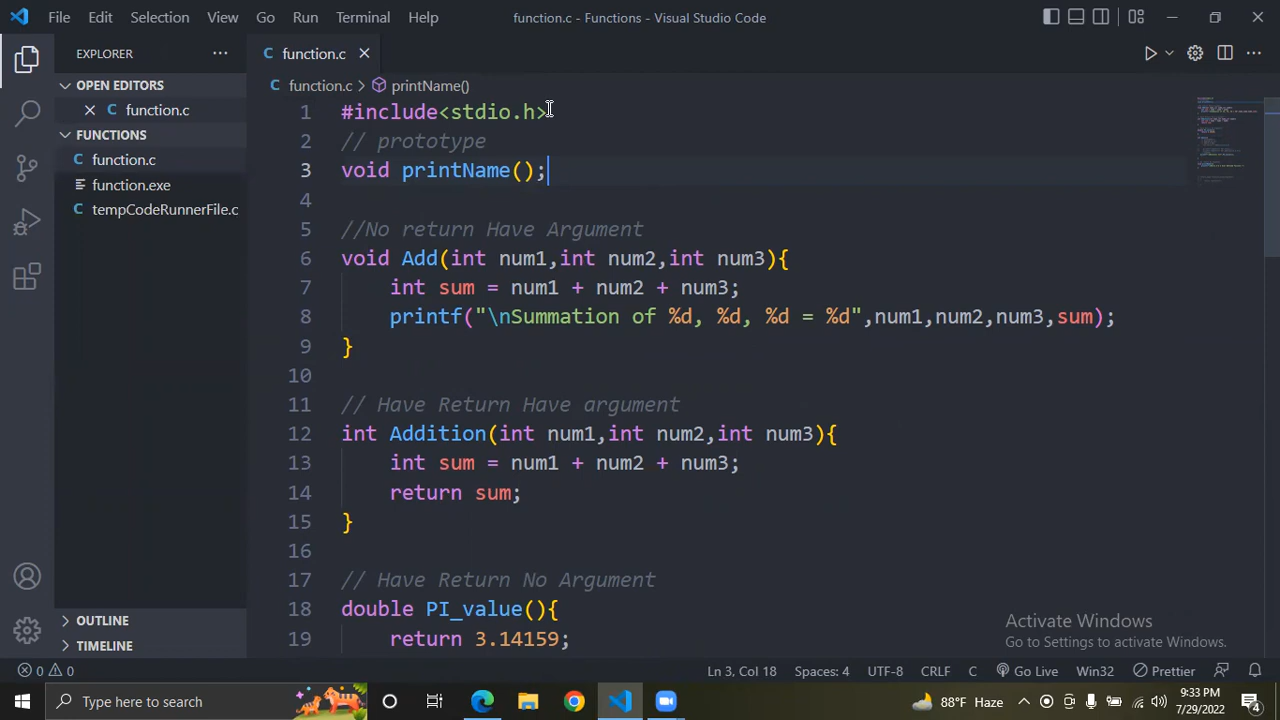 File Edit Selection View Go Run Terminal Help function.c - Functions - Visual Studio Code
EXPLORER
OPEN EDITORS
function.c
FUNCTIONS
function.c
function.exe
tempCodeRunnerFile.c
OUTLINE
TIMELINE
C function.c
C function.c > printName()
1 #include<stdio.h>
2 // prototype
3 void printName();
4
5 //No return Have Argument
6 void Add(int num1,int num2,int num3){
7 int sum = num1 + num2 + num3;
8 printf("\nSummation of %d, %d, %d = %d",num1,num2,num3,sum);
9 }
10
11 // Have Return Have argument
12 int Addition(int num1,int num2,int num3){
13 int sum = num1 + num2 + num3;
14 return sum;
15 }
16
17 // Have Return No Argument
18 double PI_value(){
19 return 3.14159;
Activate Windows
Go to Settings to activate Windows.
0 0 Ln 3, Col 18 Spaces: 4 UTF-8 CRLF C Go Live Win32 Prettier
Type here to search 88°F Haze 9:33 PM
7/29/2022
4